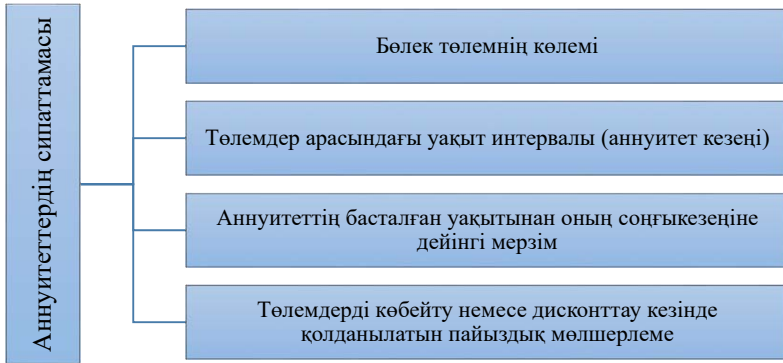 Аннуитеттердің сипаттамасы
Бөлек төлемнің көлемі
Төлемдер арасындағы уақыт интервалы (аннуитет кезеңі)
Аннуитеттің басталған уақытынан оның соңғыкезеңіне
дейінгі мерзім
Төлемдерді көбейту немесе дисконттау кезінде
қолданылатын пайыздық мөлшерлеме